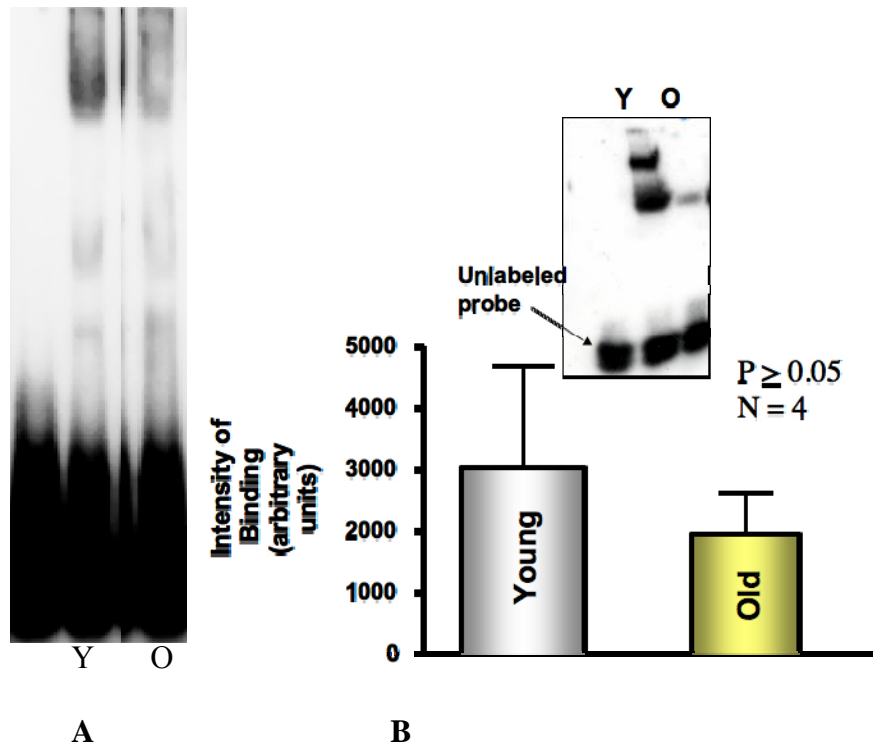 Y O
Y O
Unlabeled
probe
P ≥ 0.05
N = 4
Intensity of
Binding
(arbitrary
units)
5000
4000
3000
2000
1000
0
Young
Old
A
B